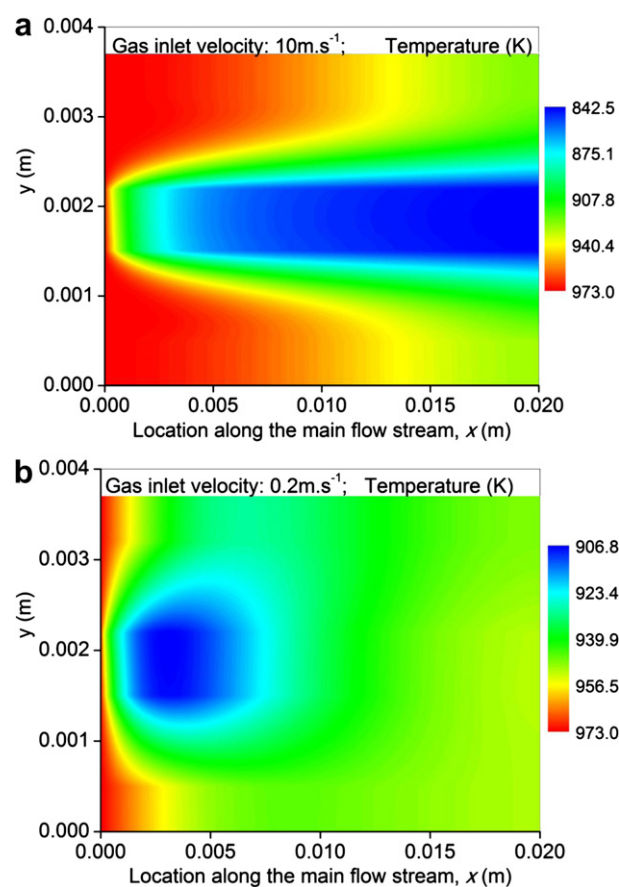 a
Gas inlet velocity: 10m.s⁻¹; Temperature (K)
0.004
0.003
0.002
0.001
0.000
y (m)
842.5
875.1
907.8
940.4
973.0
0.000 0.005 0.010 0.015 0.020
Location along the main flow stream, x (m)
b
Gas inlet velocity: 0.2m.s⁻¹; Temperature (K)
0.004
0.003
0.002
0.001
0.000
y (m)
906.8
923.4
939.9
956.5
973.0
0.000 0.005 0.010 0.015 0.020
Location along the main flow stream, x (m)